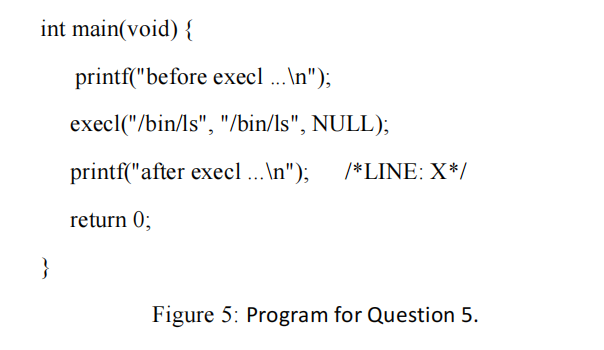 int main(void) {
printf("before execl ...\n");
execl("/bin/ls", "/bin/ls", NULL);
printf("after execl ...\n"); /*LINE: X*/
return 0;
}
Figure 5: Program for Question 5.